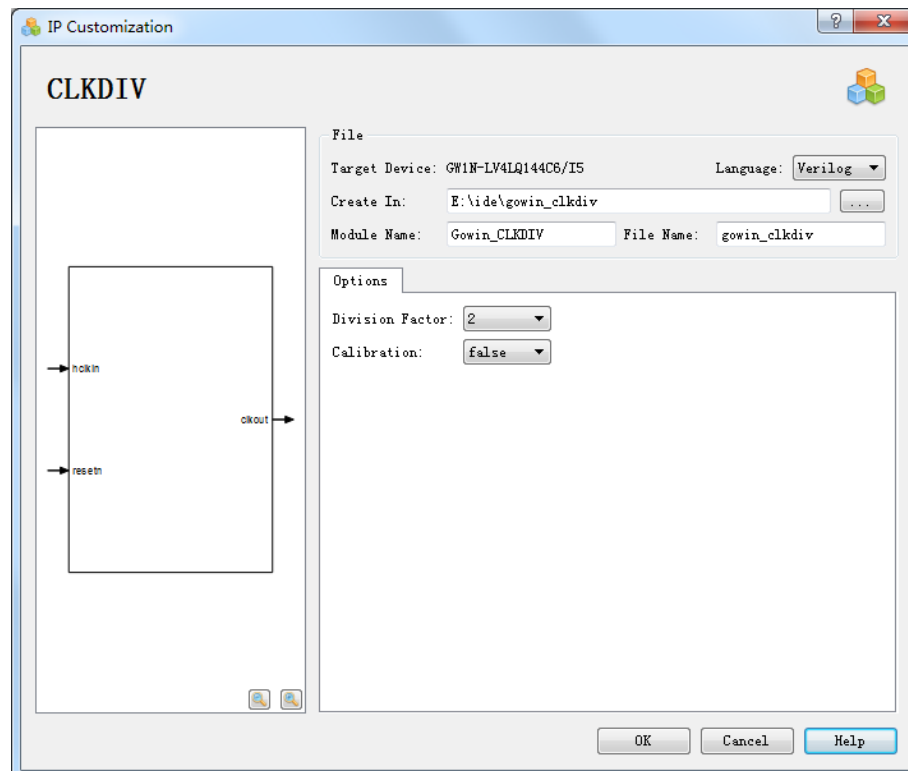 IP Customization
CLKDIV
File
Target Device: GW1N-LV4LQ144C6/I5 Language: Verilog
Create In: E:\ide\gowin_clkdiv ...
Module Name: Gowin_CLKDIV File Name: gowin_clkdiv
Options
Division Factor: 2
Calibration: false
hclkin
clkout
resetn
OK Cancel Help